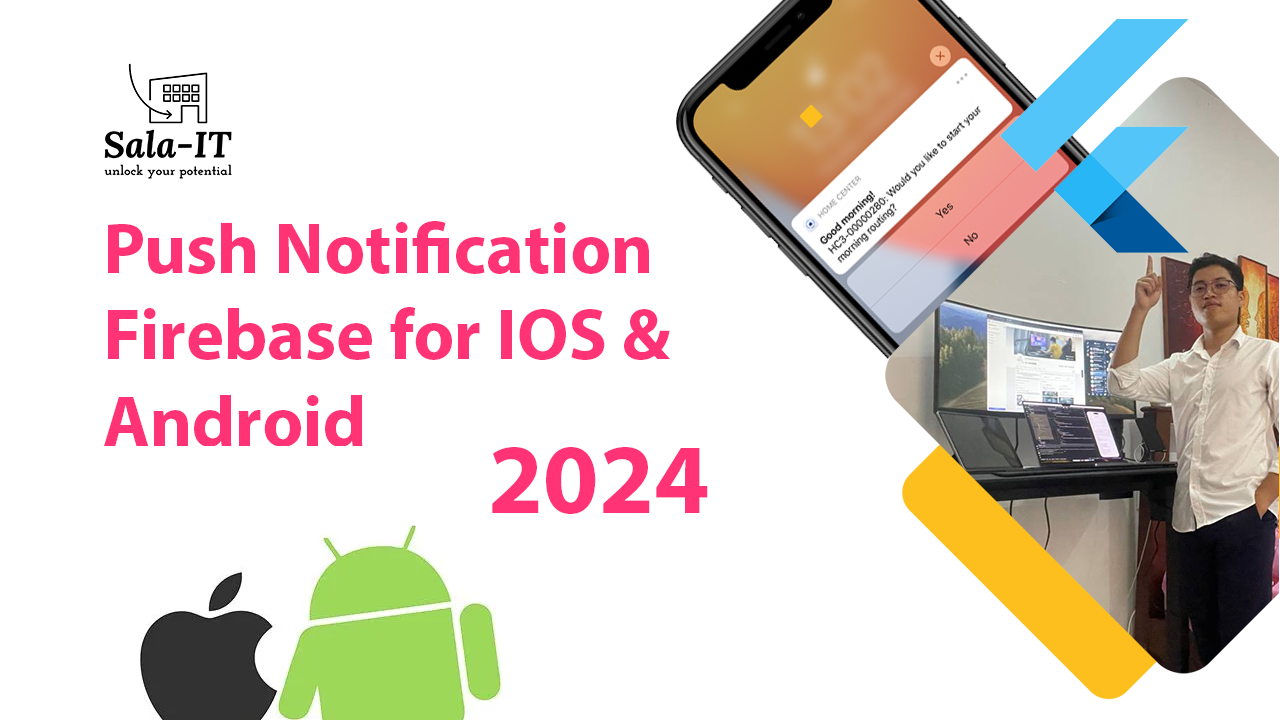 Sala-IT
unlock your potential
Push Notification
Firebase for IOS &
Android
2024
HOME CENTER
Good morning!
HC3-00000280: Would you like to start your
morning routing?
Yes
No